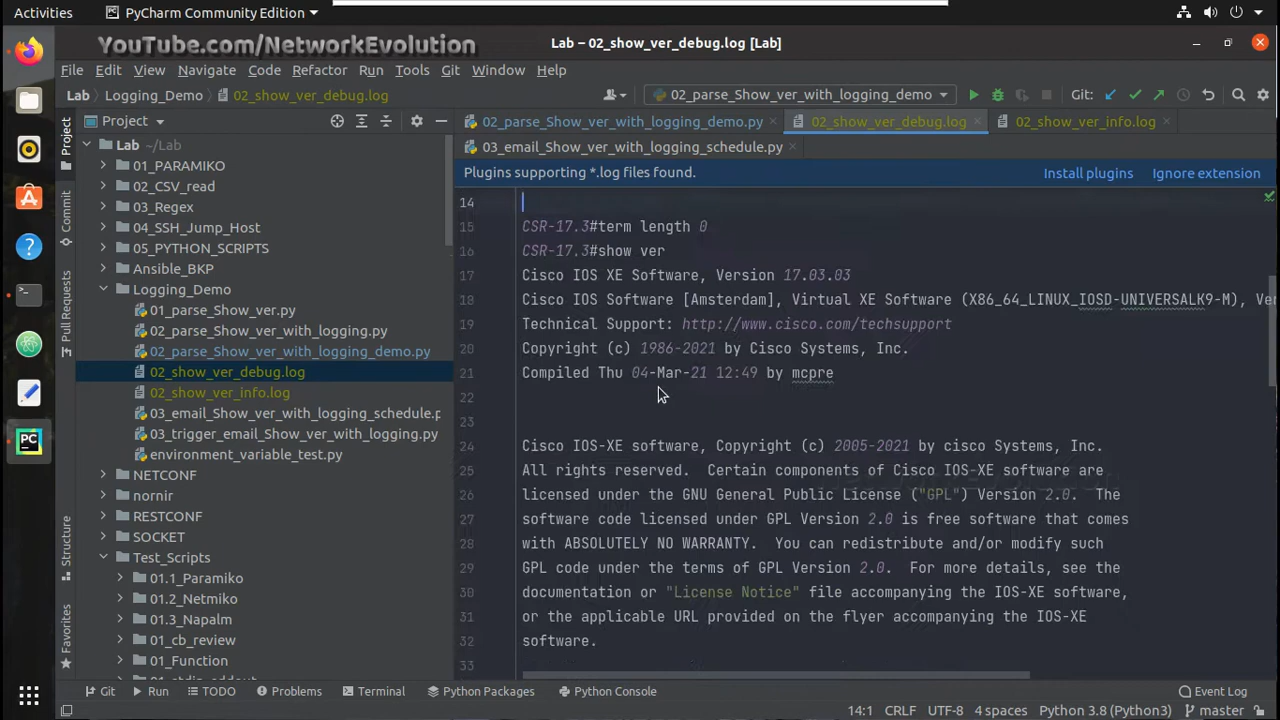 Activities
PyCharm Community Edition
YouTube.com/NetworkEvolution
Lab – 02_show_ver_debug.log [Lab]
File Edit View Navigate Code Refactor Run Tools Git Window Help
Lab Logging_Demo 02_show_ver_debug.log
02_parse_Show_ver_with_logging_demo
Git:
Project
02_parse_Show_ver_with_logging_demo.py
02_show_ver_debug.log
02_show_ver_info.log
03_email_Show_ver_with_logging_schedule.py
Plugins supporting *.log files found.
Install plugins
Ignore extension
Project
Commit
Pull Requests
Structure
Favorites
Lab ~/Lab
01_PARAMIKO
02_CSV_read
03_Regex
04_SSH_Jump_Host
05_PYTHON_SCRIPTS
Ansible_BKP
Logging_Demo
01_parse_Show_ver.py
02_parse_Show_ver_with_logging.py
02_parse_Show_ver_with_logging_demo.py
02_show_ver_debug.log
02_show_ver_info.log
03_email_Show_ver_with_logging_schedule.p
03_trigger_email_Show_ver_with_logging.py
environment_variable_test.py
NETCONF
nornir
RESTCONF
SOCKET
Test_Scripts
01.1_Paramiko
01.2_Netmiko
01.3_Napalm
01_cb_review
01_Function
14
15 CSR-17.3#term length 0
16 CSR-17.3#show ver
17 Cisco IOS XE Software, Version 17.03.03
18 Cisco IOS Software [Amsterdam], Virtual XE Software (X86_64_LINUX_IOSD-UNIVERSALK9-M), Ve
19 Technical Support: http://www.cisco.com/techsupport
20 Copyright (c) 1986-2021 by Cisco Systems, Inc.
21 Compiled Thu 04-Mar-21 12:49 by mcpre
22
23
24 Cisco IOS-XE software, Copyright (c) 2005-2021 by cisco Systems, Inc.
25 All rights reserved.  Certain components of Cisco IOS-XE software are
26 licensed under the GNU General Public License ("GPL") Version 2.0.  The
27 software code licensed under GPL Version 2.0 is free software that comes
28 with ABSOLUTELY NO WARRANTY.  You can redistribute and/or modify such
29 GPL code under the terms of GPL Version 2.0.  For more details, see the
30 documentation or "License Notice" file accompanying the IOS-XE software,
31 or the applicable URL provided on the flyer accompanying the IOS-XE
32 software.
33
Git Run TODO Problems Terminal Python Packages Python Console Event Log
14:1 CRLF UTF-8 4 spaces Python 3.8 (Python3) master